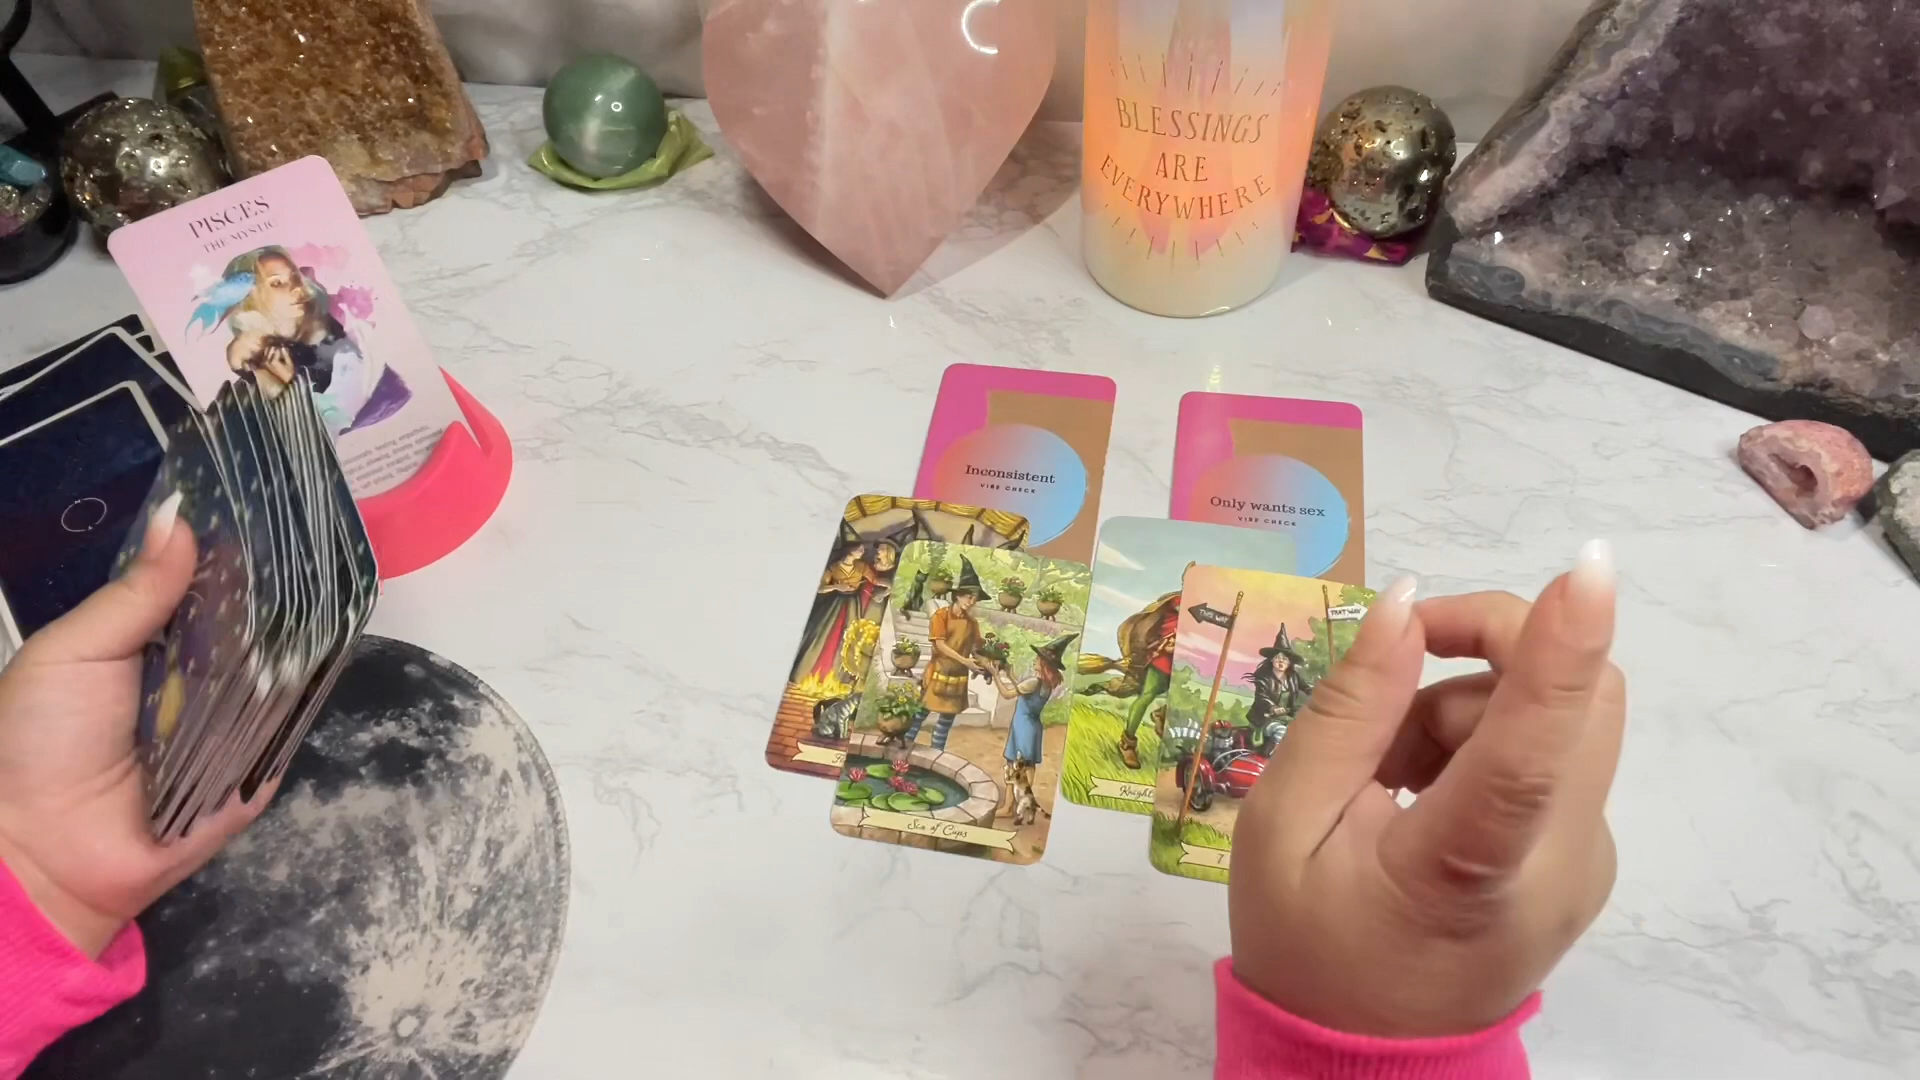 PISCES
THE MYSTIC
BLESSINGS
ARE
EVERYWHERE
Inconsistent
VIBE CHECK
Only wants sex
VIBE CHECK
THIS WAY
THAT WAY
Six of Cups
Knight